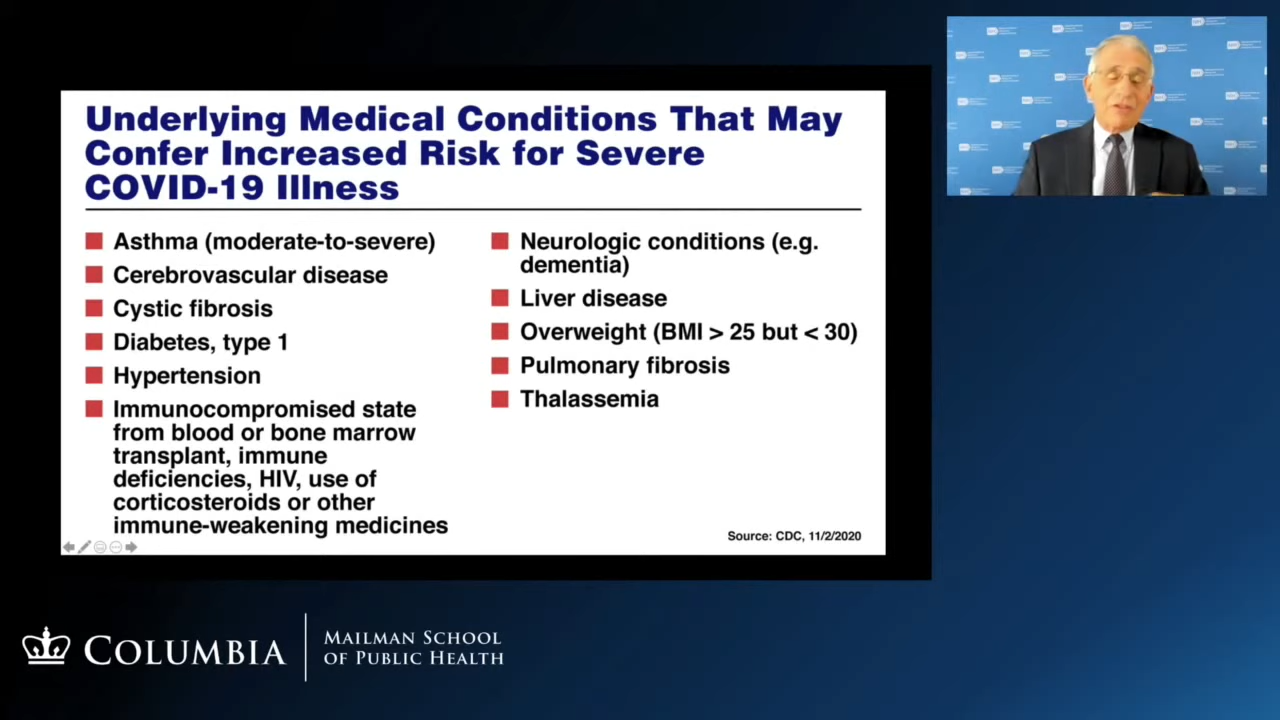 Underlying Medical Conditions That May
Confer Increased Risk for Severe
COVID-19 Illness
Asthma (moderate-to-severe)
Cerebrovascular disease
Cystic fibrosis
Diabetes, type 1
Hypertension
Immunocompromised state
from blood or bone marrow
transplant, immune
deficiencies, HIV, use of
corticosteroids or other
immune-weakening medicines
Neurologic conditions (e.g.
dementia)
Liver disease
Overweight (BMI > 25 but < 30)
Pulmonary fibrosis
Thalassemia
Source: CDC, 11/2/2020
COLUMBIA
MAILMAN SCHOOL
OF PUBLIC HEALTH